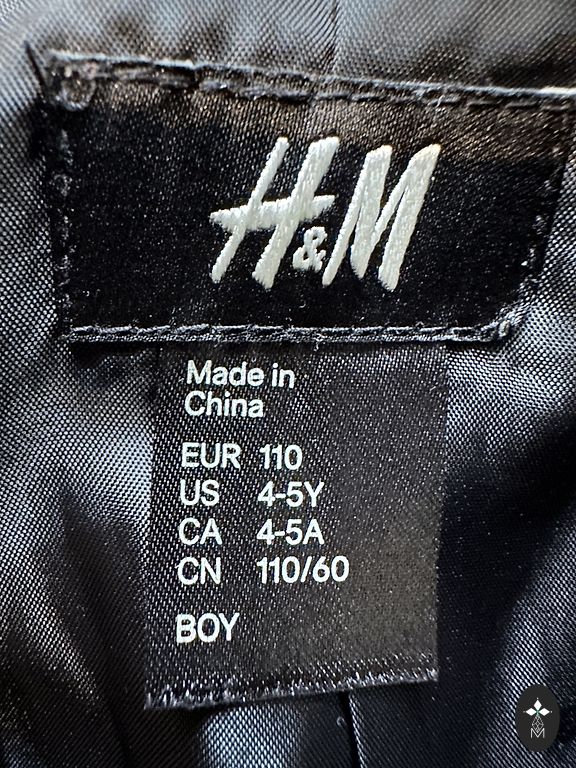 H&M
Made in
China
EUR 110
US 4-5Y
CA 4-5A
CN 110/60
BOY
M